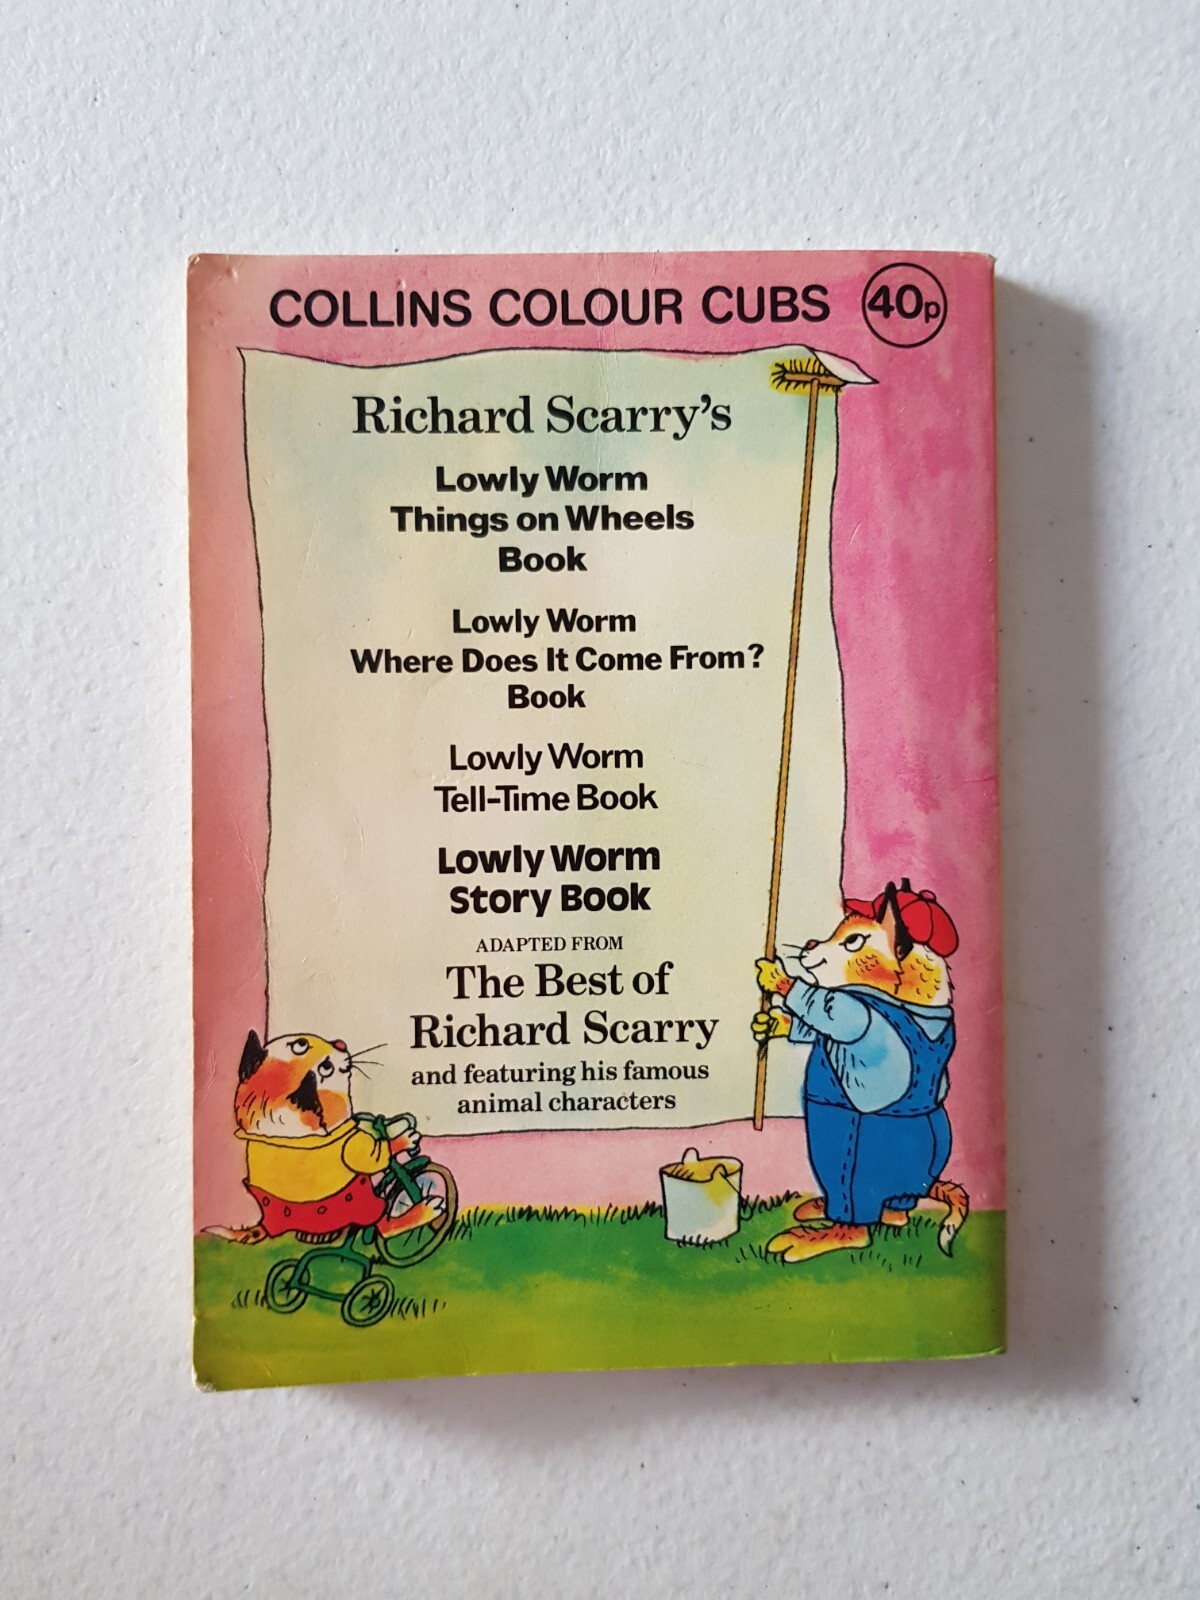 COLLINS COLOUR CUBS 40p
Richard Scarry's
Lowly Worm
Things on Wheels
Book
Lowly Worm
Where Does It Come From?
Book
Lowly Worm
Tell-Time Book
Lowly Worm
Story Book
ADAPTED FROM
The Best of
Richard Scarry
and featuring his famous
animal characters